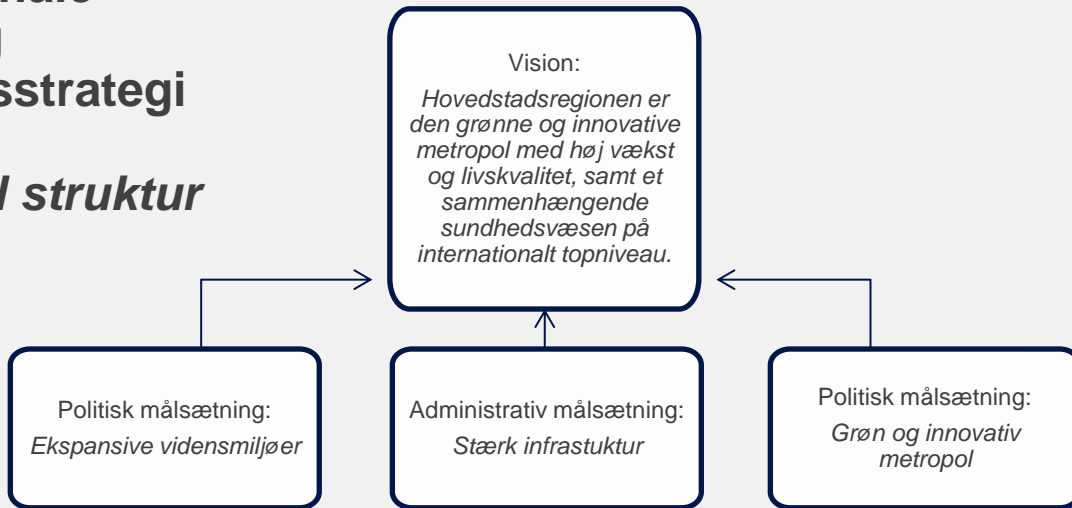 sstrategi
struktur
Vision:
Hovedstadsregionen er
den grønne og innovative
metropol med høj vækst
og livskvalitet, samt et
sammenhængende
sundhedsvæsen på
internationalt topniveau.
Politisk målsætning:
Ekspansive vidensmiljøer
Administrativ målsætning:
Stærk infrastuktur
Politisk målsætning:
Grøn og innovativ
metropol